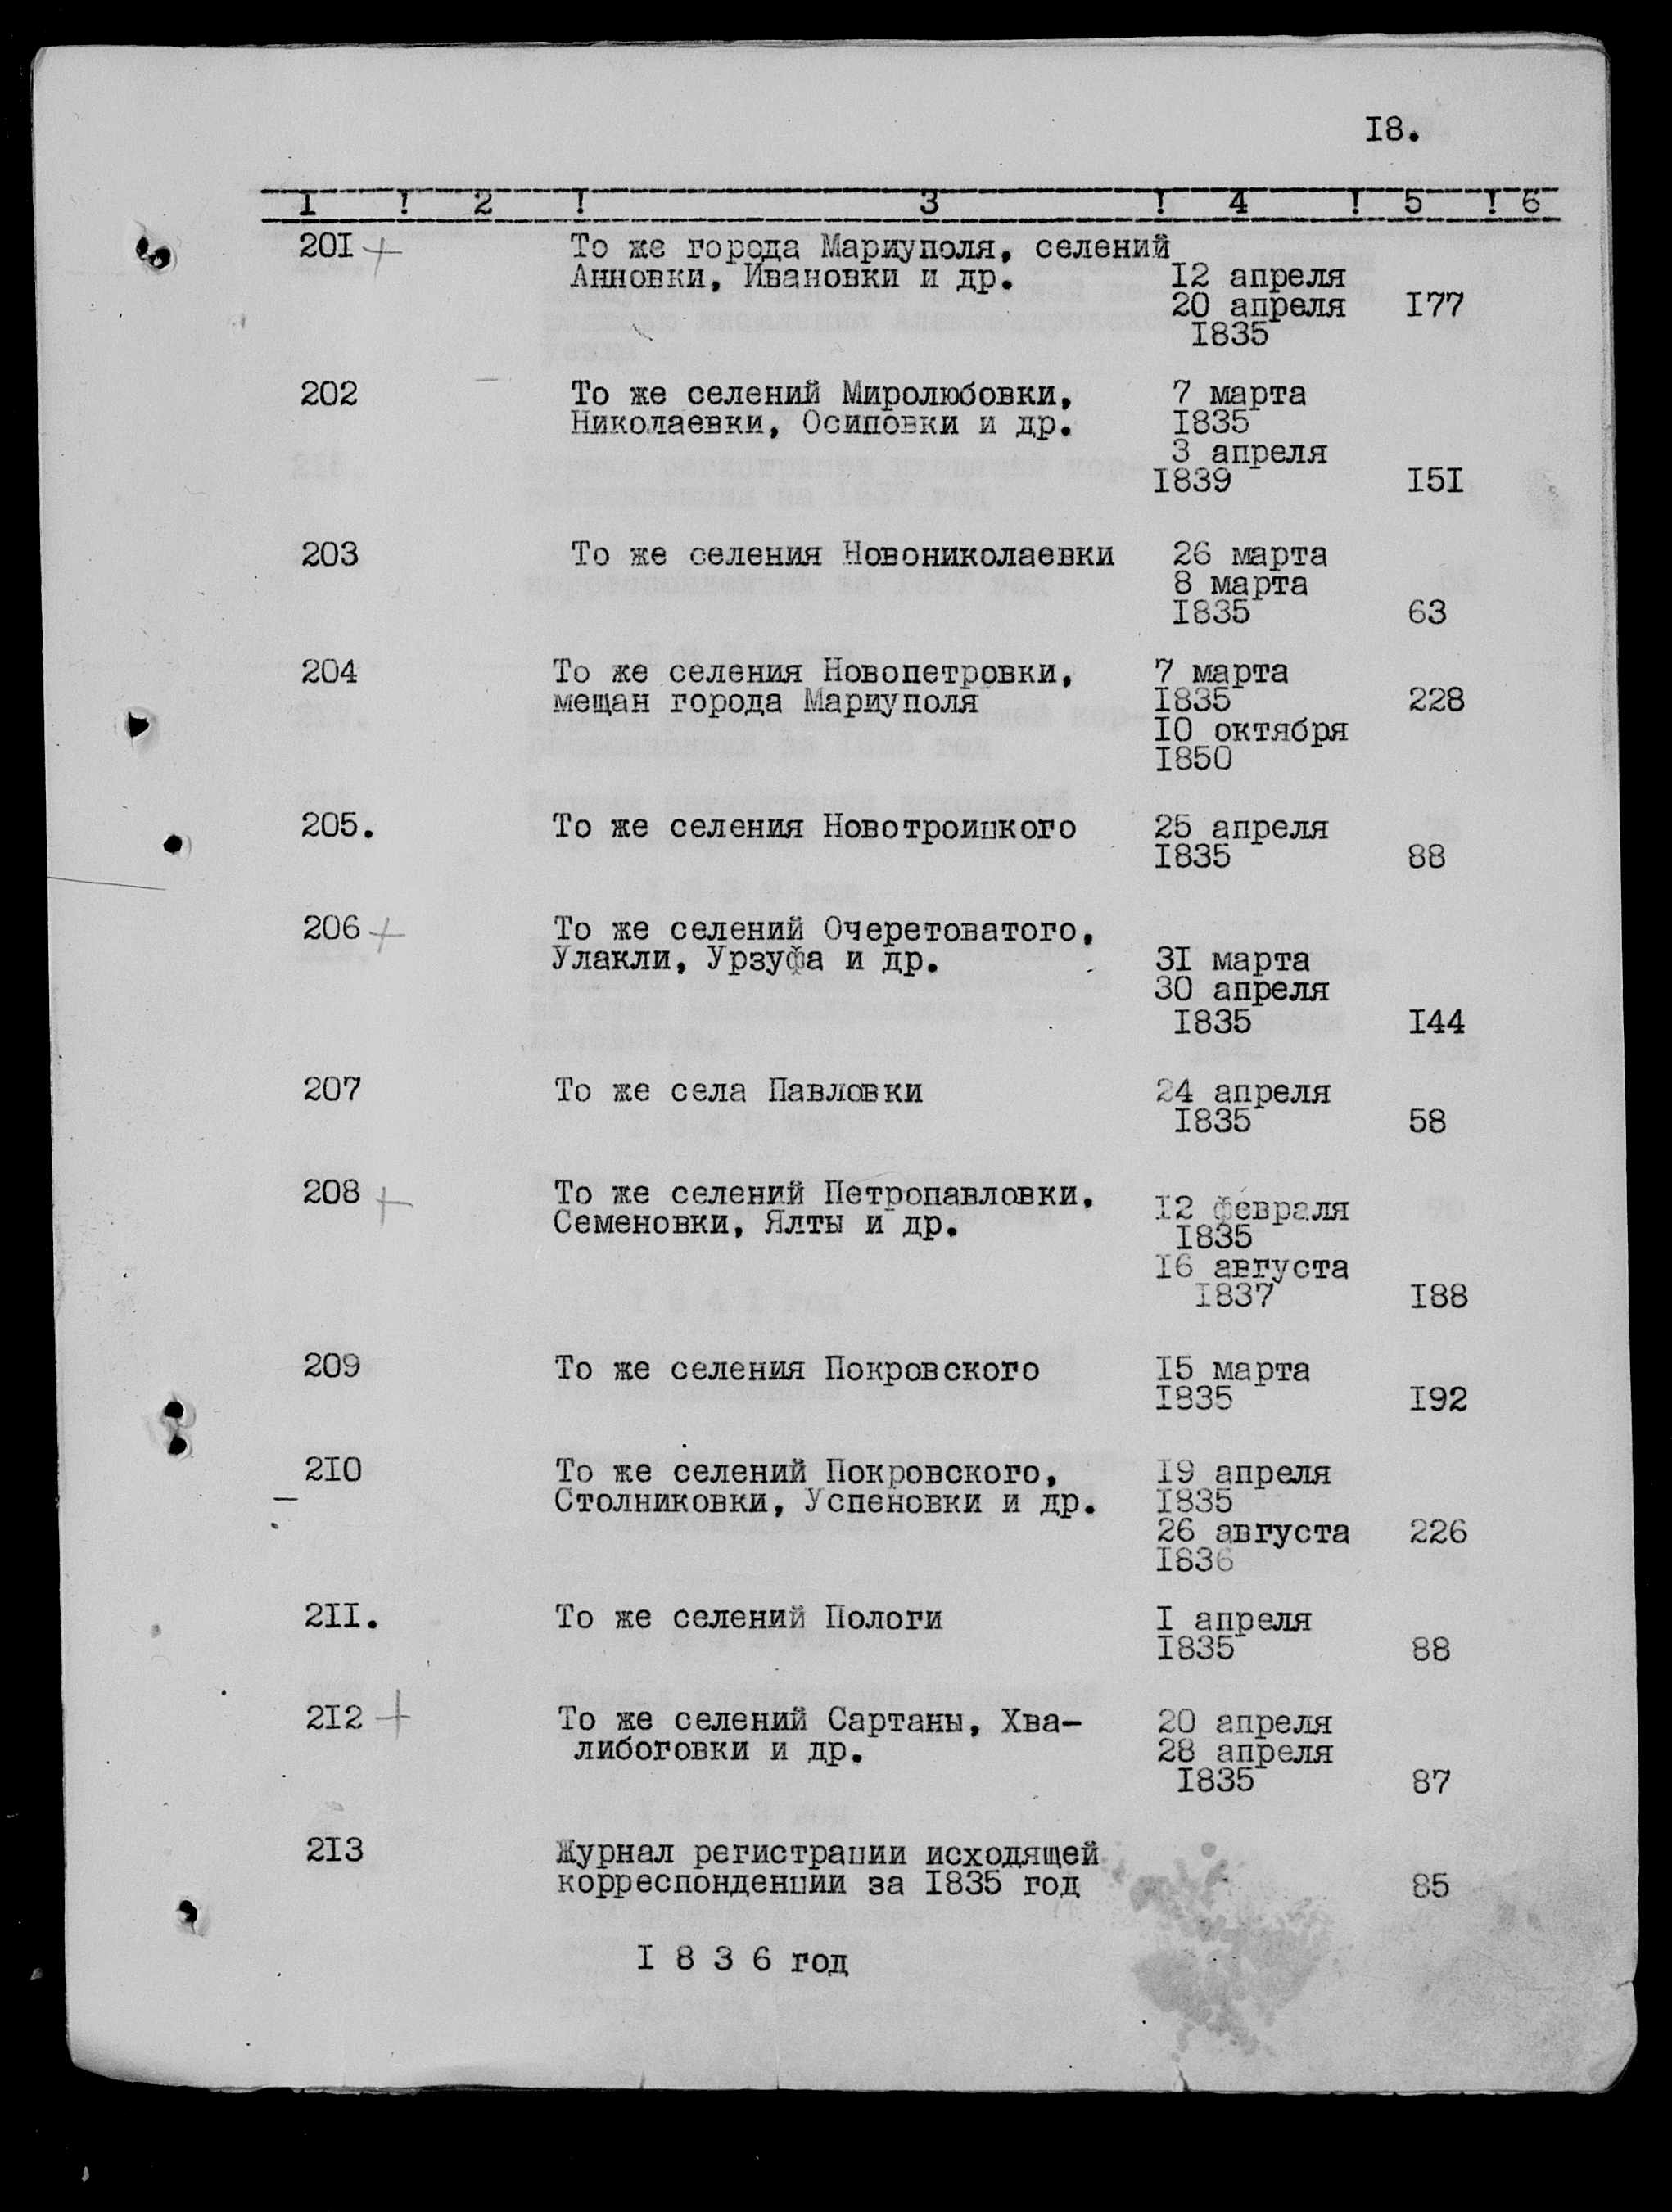 18.
1 ! 2 ! 3 ! 4 ! 5 ! 6
201 + То же города Мариуполя, селений
Анновки, Ивановки и др. 12 апреля
20 апреля 177
1835
202 То же селений Миролюбовки, 7 марта
Николаевки, Осиповки и др. 1835
3 апреля
1839 151
203 То же селения Новониколаевки 26 марта
8 марта
1835 63
204 То же селения Новопетровки, 7 марта
мещан города Мариуполя 1835 228
10 октября
1850
205. То же селения Новотроицкого 25 апреля
1835 88
206 + То же селений Очеретоватого,
Улакли, Урзуфа и др. 31 марта
30 апреля
1835 144
207 То же села Павловки 24 апреля
1835 58
208 + То же селений Петропавловки,
Семеновки, Ялты и др. 12 февраля
1835
16 августа
1837 188
209 То же селения Покровского 15 марта
1835 192
210 То же селений Покровского, 19 апреля
Столниковки, Успеновки и др. 1835
26 августа 226
1836
211. То же селений Пологи 1 апреля
1835 88
212 + То же селений Сартаны, Хва-
либоговки и др. 20 апреля
28 апреля
1835 87
213 Журнал регистрации исходящей
корреспонденции за 1835 год 85
1 8 3 6 год